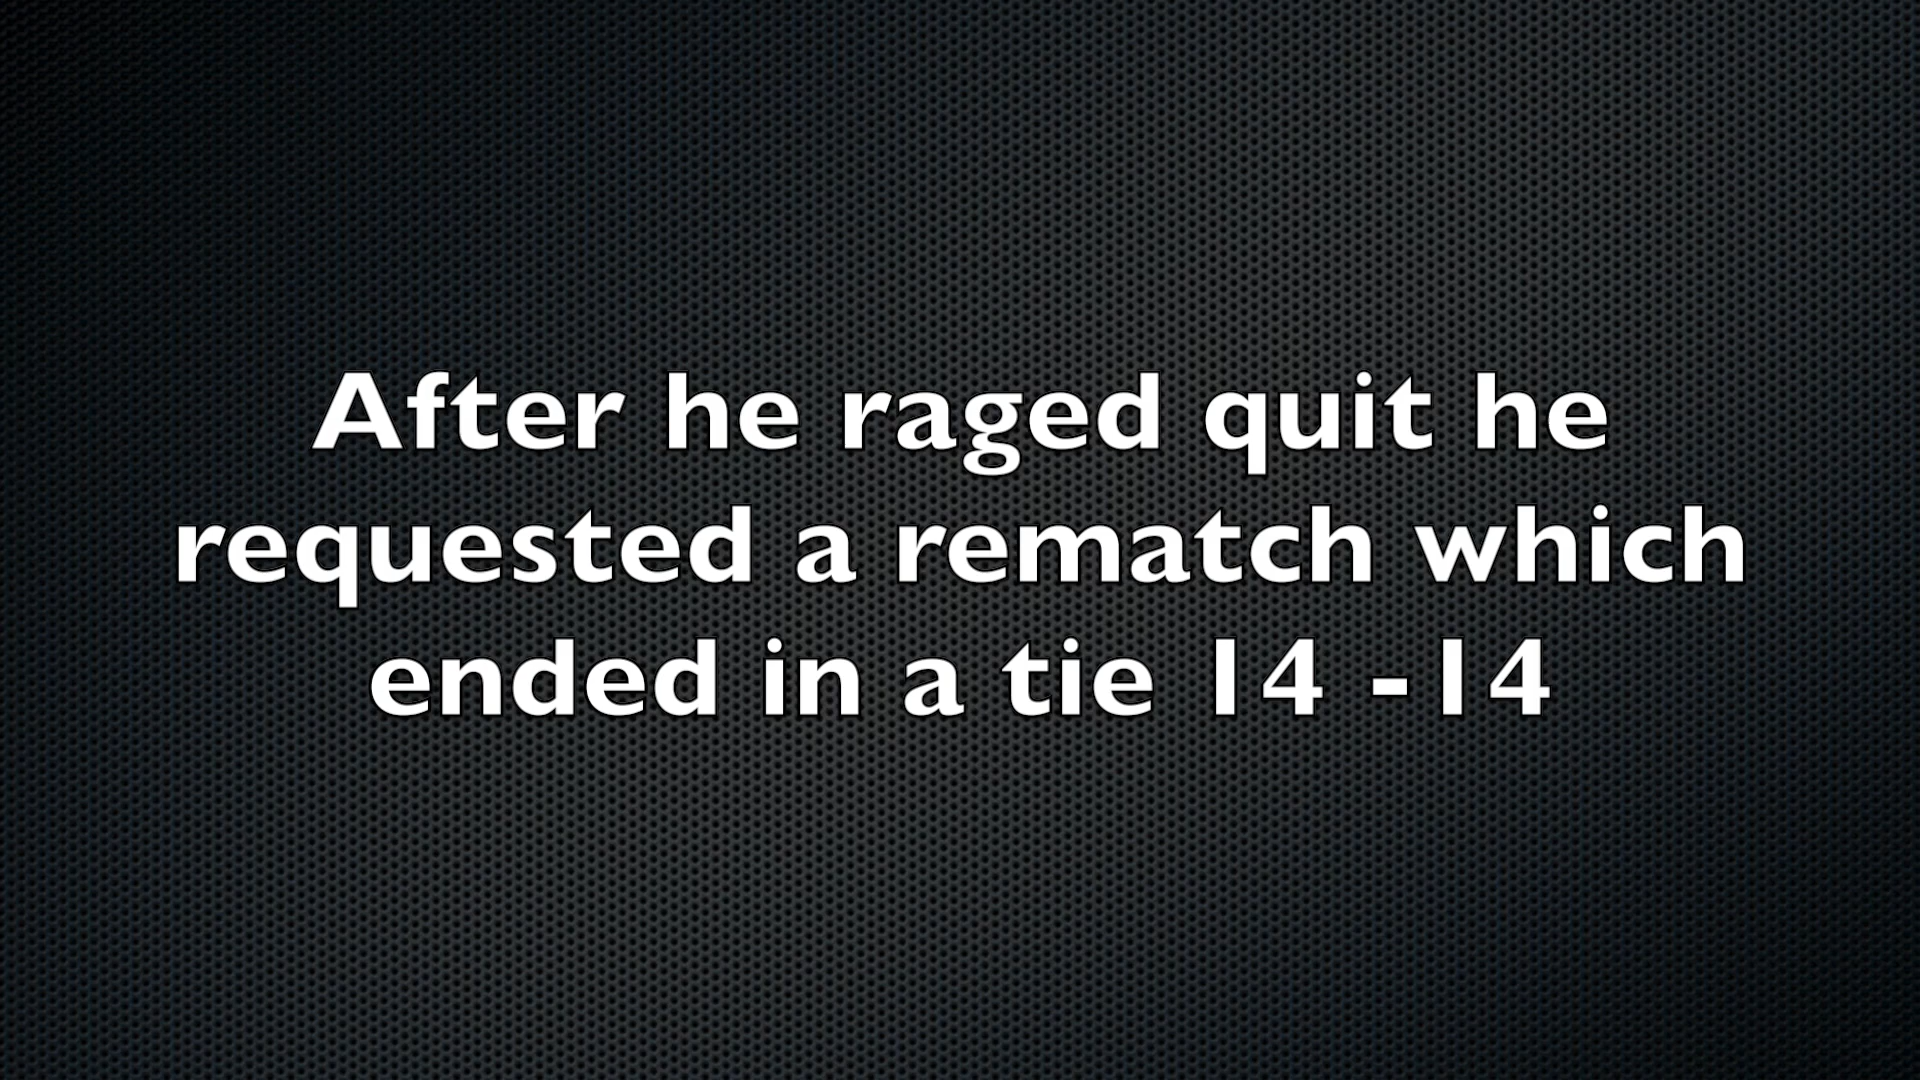 After he raged quit he
requested a rematch which
ended in a tie 14 -14